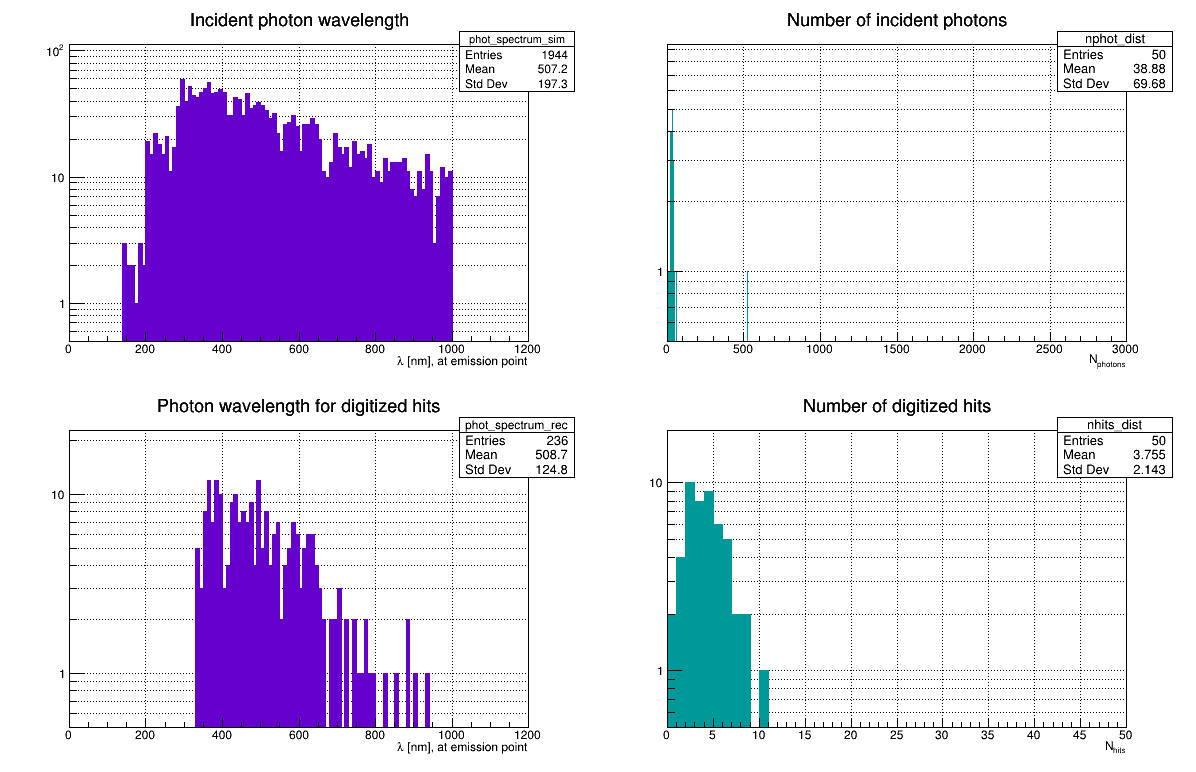 Incident photon wavelength
phot_spectrum_sim
Entries 1944
Mean 507.2
Std Dev 197.3
10²
10
1
0 200 400 600 800 1000 1200
λ [nm], at emission point
Number of incident photons
nphot_dist
Entries 50
Mean 38.88
Std Dev 69.68
1
0 500 1000 1500 2000 2500 3000
Nphotons
Photon wavelength for digitized hits
phot_spectrum_rec
Entries 236
Mean 508.7
Std Dev 124.8
10
1
0 200 400 600 800 1000 1200
λ [nm], at emission point
Number of digitized hits
nhits_dist
Entries 50
Mean 3.755
Std Dev 2.143
10
1
0 5 10 15 20 25 30 35 40 45 50
Nhits